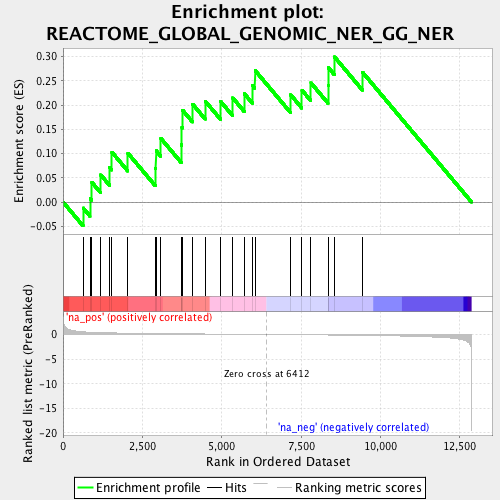 Enrichment plot:
REACTOME_GLOBAL_GENOMIC_NER_GG_NER
Enrichment score (ES)
0.30
0.25
0.20
0.15
0.10
0.05
0.00
-0.05
'na_pos' (positively correlated)
Ranked list metric (PreRanked)
0
-5
-10
-15
-20
Zero cross at 6412
'na_neg' (negatively correlated)
0
2,500
5,000
7,500
10,000
12,500
Rank in Ordered Dataset
Enrichment profile
Hits
Ranking metric scores